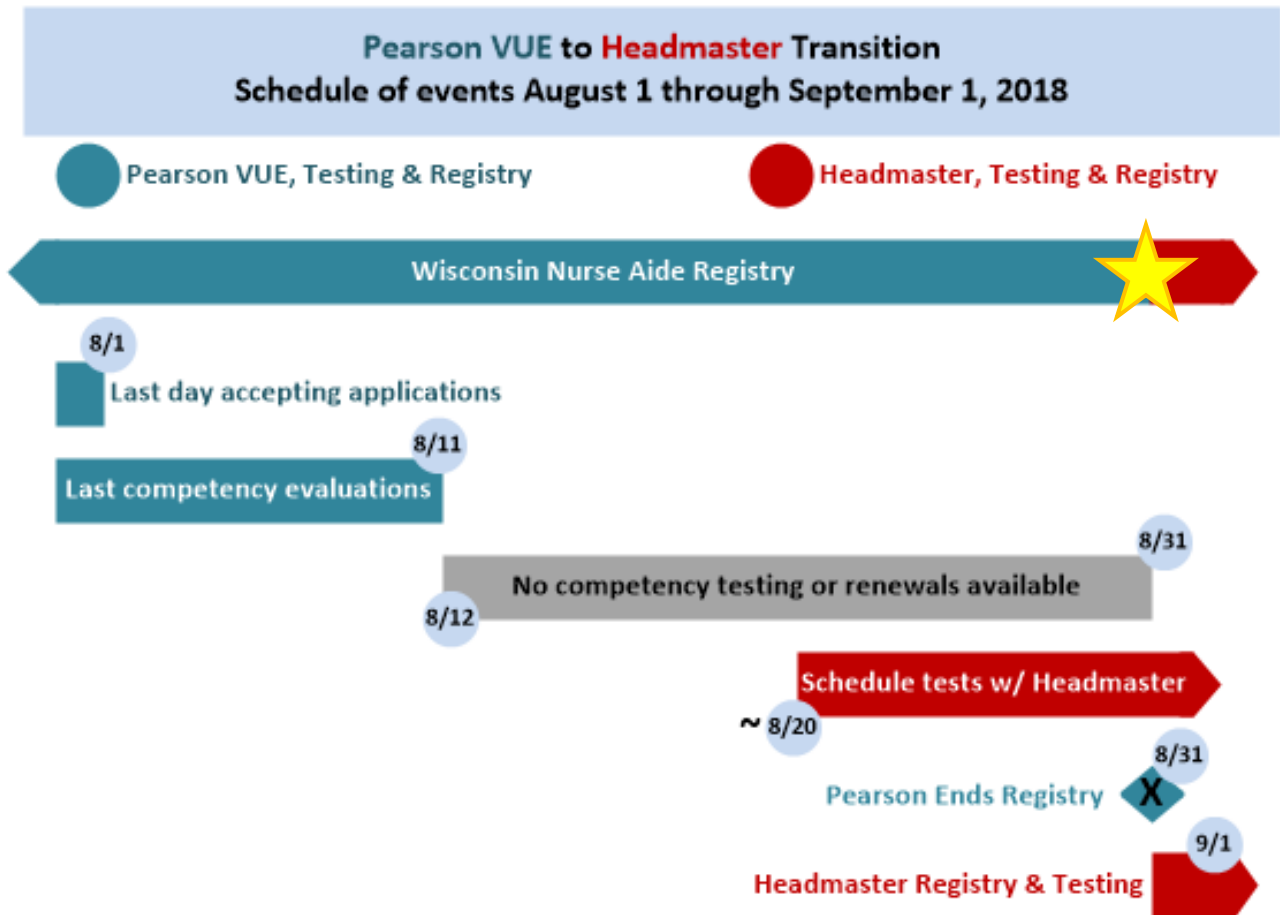 Pearson VUE to Headmaster Transition
Schedule of events August 1 through September 1, 2018
Pearson VUE, Testing & Registry
Headmaster, Testing & Registry
Wisconsin Nurse Aide Registry
8/1
Last day accepting applications
8/11
Last competency evaluations
8/31
No competency testing or renewals available
8/12
Schedule tests w/ Headmaster
~ 8/20
8/31
Pearson Ends Registry
X
9/1
Headmaster Registry & Testing